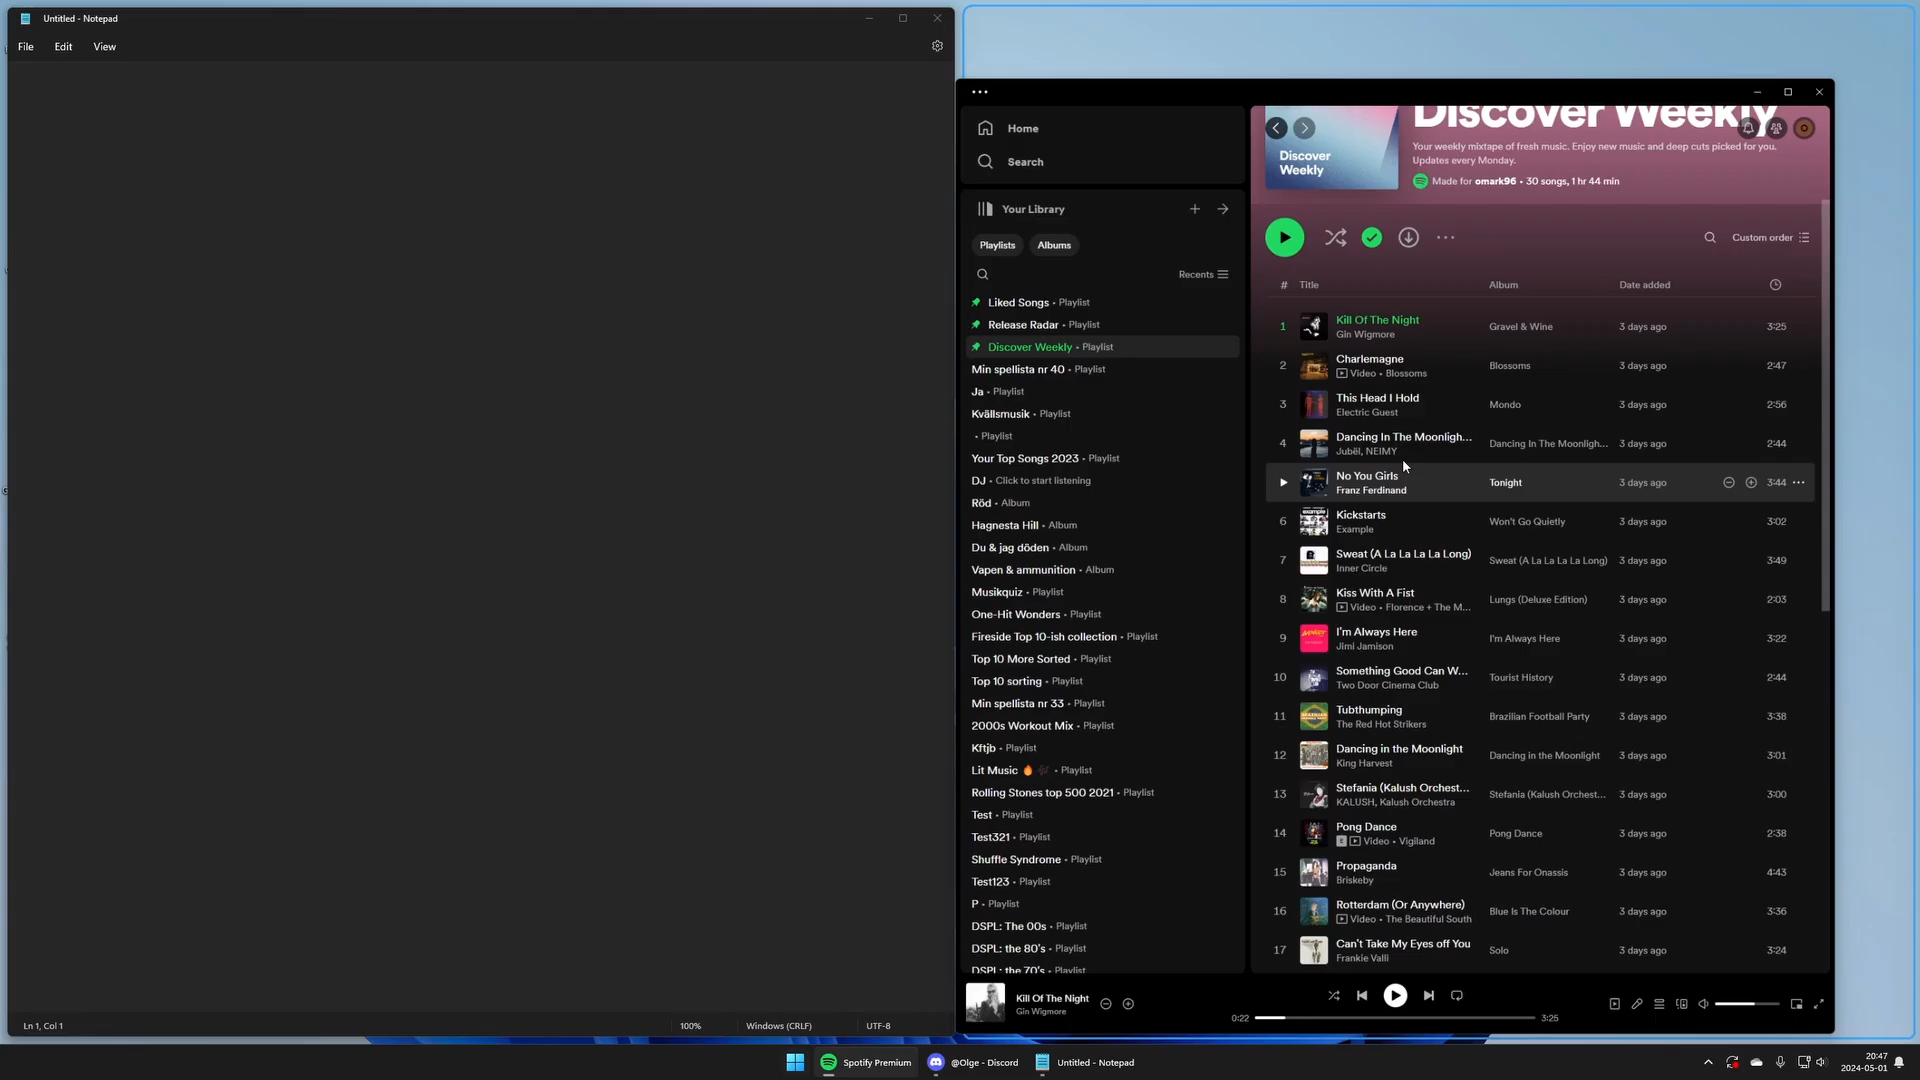 Untitled - Notepad
File Edit View
Ln 1, Col 1 100% Windows (CRLF) UTF-8
Home
Search
Your Library
Playlists Albums
Recents
Liked Songs • Playlist
Release Radar • Playlist
Discover Weekly • Playlist
Min spellista nr 40 • Playlist
Ja • Playlist
Kvällsmusik • Playlist
• Playlist
Your Top Songs 2023 • Playlist
DJ • Click to start listening
Röd • Album
Hagnesta Hill • Album
Du & jag döden • Album
Vapen & ammunition • Album
Musikquiz • Playlist
One-Hit Wonders • Playlist
Fireside Top 10-ish collection • Playlist
Top 10 More Sorted • Playlist
Top 10 sorting • Playlist
Min spellista nr 33 • Playlist
2000s Workout Mix • Playlist
Kftjb • Playlist
Lit Music 🔥 • Playlist
Rolling Stones top 500 2021 • Playlist
Test • Playlist
Test321 • Playlist
Shuffle Syndrome • Playlist
Test123 • Playlist
P • Playlist
DSPL: The 00s • Playlist
DSPL: the 80's • Playlist
DSPL: the 70's • Playlist
Discover Weekly
Discover
Weekly
Your weekly mixtape of fresh music. Enjoy new music and deep cuts picked for you.
Updates every Monday.
Made for omark96 • 30 songs, 1 hr 44 min
Custom order
# Title Album Date added
1 Kill Of The Night Gravel & Wine 3 days ago 3:25
Gin Wigmore
2 Charlemagne Blossoms 3 days ago 2:47
Video • Blossoms
3 This Head I Hold Mondo 3 days ago 2:56
Electric Guest
4 Dancing In The Moonligh... Dancing In The Moonligh... 3 days ago 2:44
Jubël, NEIMY
No You Girls Tonight 3 days ago 3:44
Franz Ferdinand
6 Kickstarts Won't Go Quietly 3 days ago 3:02
Example
7 Sweat (A La La La La Long) Sweat (A La La La La Long) 3 days ago 3:49
Inner Circle
8 Kiss With A Fist Lungs (Deluxe Edition) 3 days ago 2:03
Video • Florence + The M...
9 I'm Always Here I'm Always Here 3 days ago 3:22
Jimi Jamison
10 Something Good Can W... Tourist History 3 days ago 2:44
Two Door Cinema Club
11 Tubthumping Brazilian Football Party 3 days ago 3:38
The Red Hot Strikers
12 Dancing in the Moonlight Dancing in the Moonlight 3 days ago 3:01
King Harvest
13 Stefania (Kalush Orchest... Stefania (Kalush Orchest... 3 days ago 3:00
KALUSH, Kalush Orchestra
14 Pong Dance Pong Dance 3 days ago 2:38
E Video • Vigiland
15 Propaganda Jeans For Onassis 3 days ago 4:43
Briskeby
16 Rotterdam (Or Anywhere) Blue Is The Colour 3 days ago 3:36
Video • The Beautiful South
17 Can't Take My Eyes off You Solo 3 days ago 3:24
Frankie Valli
Kill Of The Night
Gin Wigmore
0:22 3:25
Spotify Premium @Olge - Discord Untitled - Notepad
20:47
2024-05-01